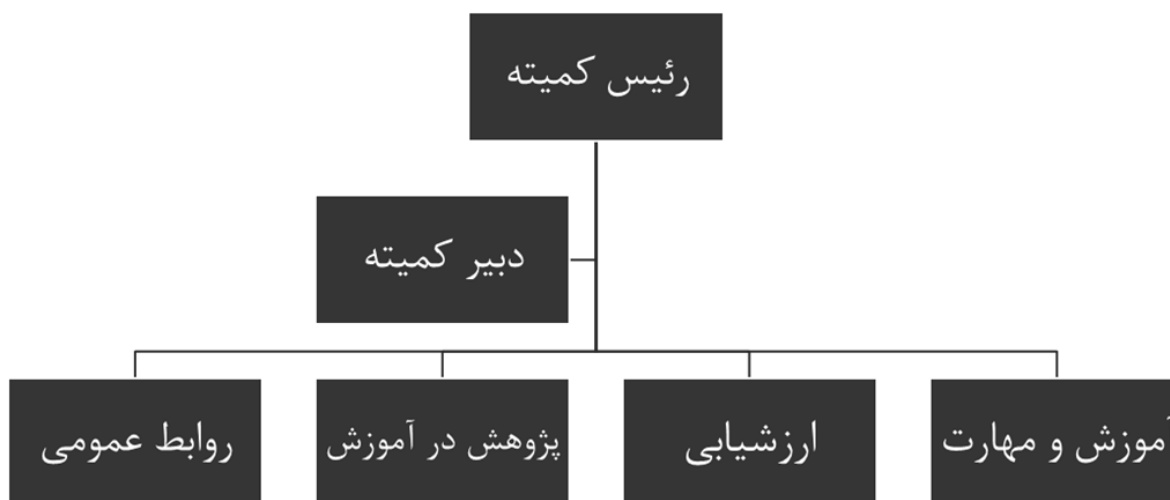 رئیس کمیته
دبیر کمیته
آموزش و مهارت
ارزشیابی
پژوهش در آموزش
روابط عمومی